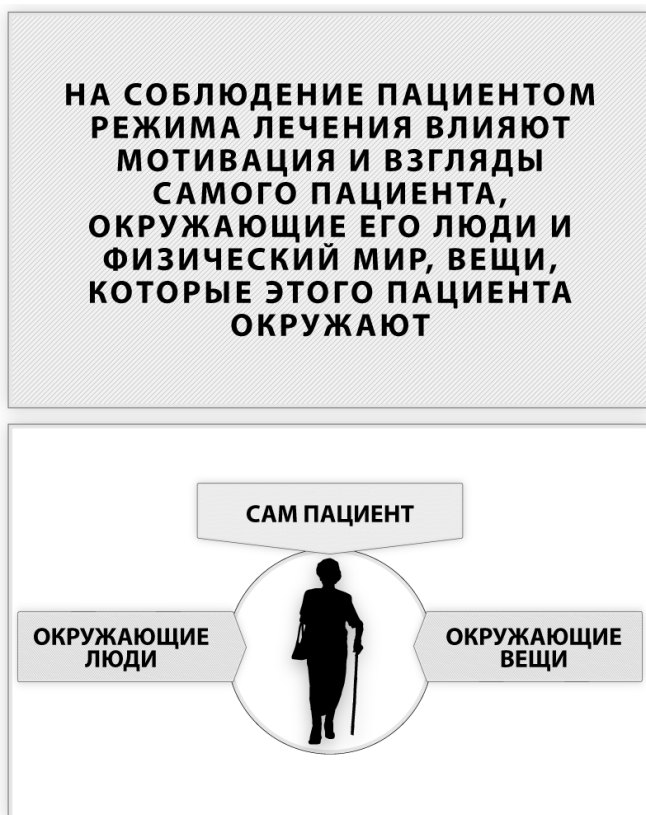 НА СОБЛЮДЕНИЕ ПАЦИЕНТОМ
РЕЖИМА ЛЕЧЕНИЯ ВЛИЯЮТ
МОТИВАЦИЯ И ВЗГЛЯДЫ
САМОГО ПАЦИЕНТА,
ОКРУЖАЮЩИЕ ЕГО ЛЮДИ И
ФИЗИЧЕСКИЙ МИР, ВЕЩИ,
КОТОРЫЕ ЭТОГО ПАЦИЕНТА
ОКРУЖАЮТ
САМ ПАЦИЕНТ
ОКРУЖАЮЩИЕ
ЛЮДИ
ОКРУЖАЮЩИЕ
ВЕЩИ